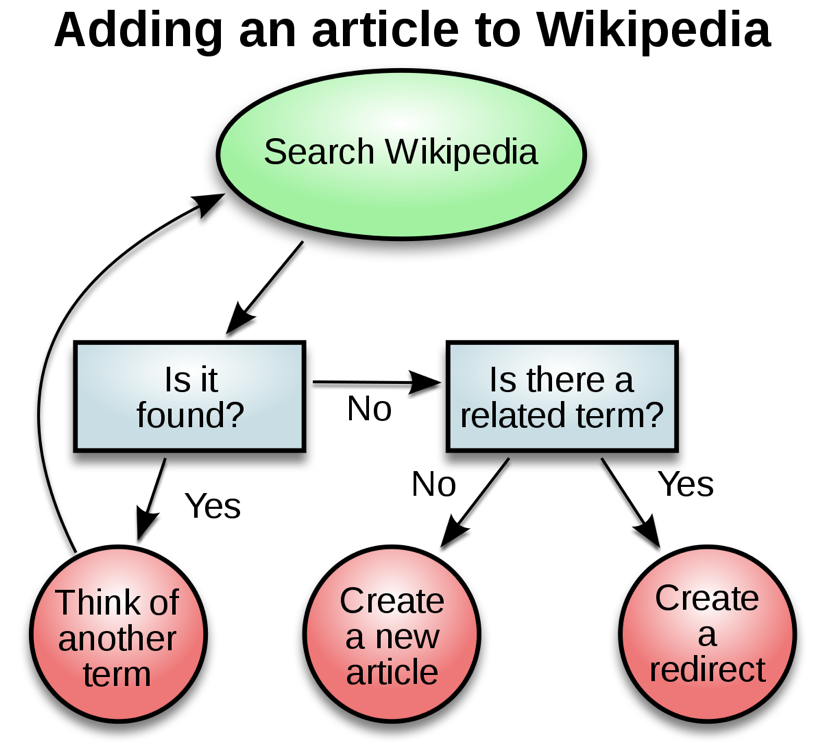 Adding an article to Wikipedia
Search Wikipedia
Is it
found?
No
Is there a
related term?
Yes
No
Yes
Think of
another
term
Create
a new
article
Create
a
redirect